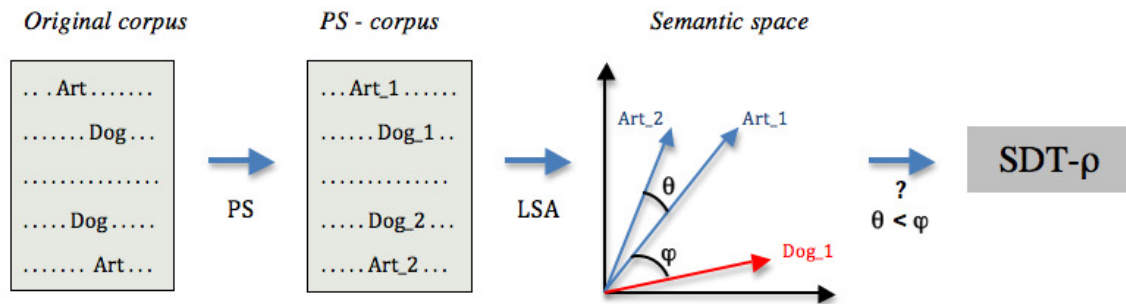 Original corpus
PS - corpus
Semantic space
. . . Art . . . . . . .
. . . . . . . Dog . . .
. . . . . . . . . . . . . . .
. . . . . Dog . . . . .
. . . . . . . Art . . .
PS
. . . Art_1 . . . . . .
. . . . . . Dog_1 . .
. . . . . . . . . . . . .
. . . . . Dog_2 . . .
. . . . . Art_2 . . .
LSA
Art_2
Art_1
θ
φ
Dog_1
?
θ < φ
SDT-ρ